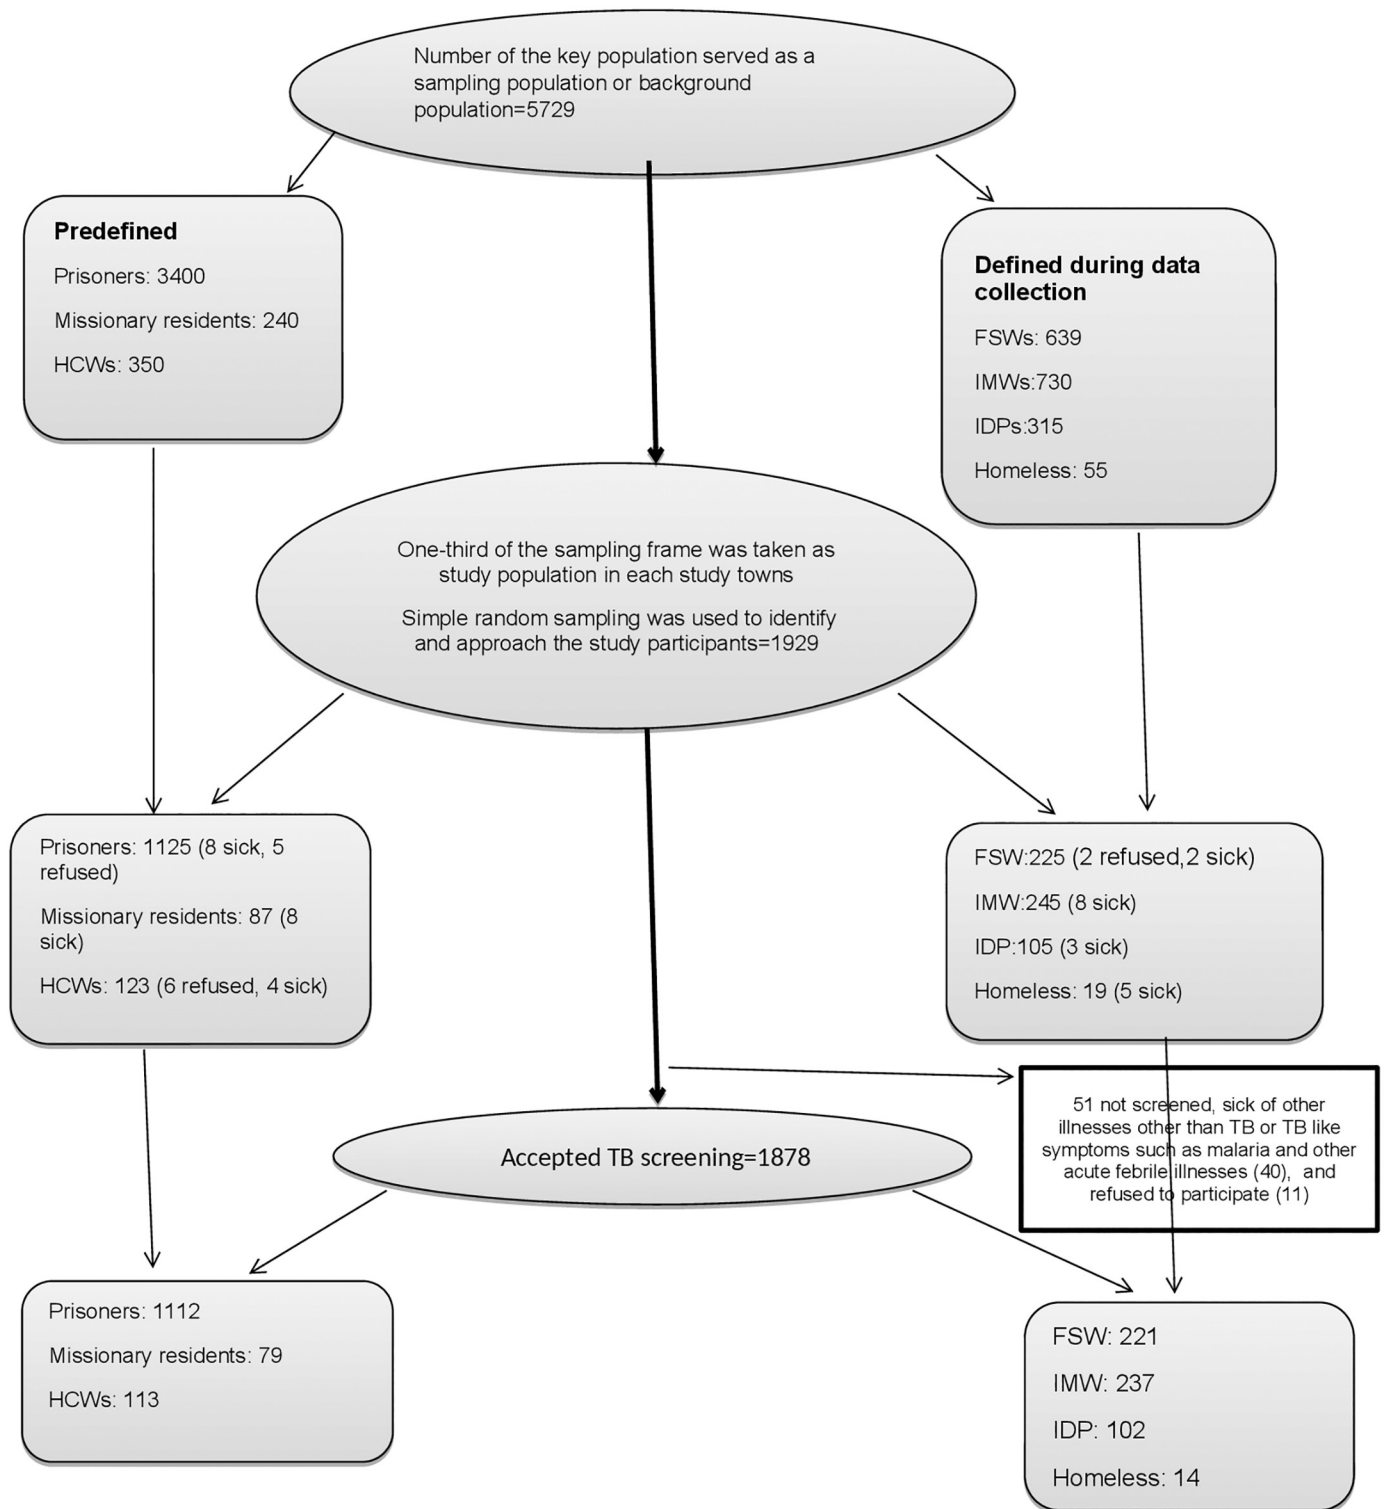 Number of the key population served as a
sampling population or background
population=5729
Predefined
Prisoners: 3400
Missionary residents: 240
HCWs: 350
Defined during data
collection
FSWs: 639
IMWs:730
IDPs:315
Homeless: 55
One-third of the sampling frame was taken as
study population in each study towns
Simple random sampling was used to identify
and approach the study participants=1929
Prisoners: 1125 (8 sick, 5
refused)
Missionary residents: 87 (8
sick)
HCWs: 123 (6 refused, 4 sick)
FSW:225 (2 refused,2 sick)
IMW:245 (8 sick)
IDP:105 (3 sick)
Homeless: 19 (5 sick)
51 not screened, sick of other
illnesses other than TB or TB like
symptoms such as malaria and other
acute febrile illnesses (40), and
refused to participate (11)
Accepted TB screening=1878
Prisoners: 1112
Missionary residents: 79
HCWs: 113
FSW: 221
IMW: 237
IDP: 102
Homeless: 14